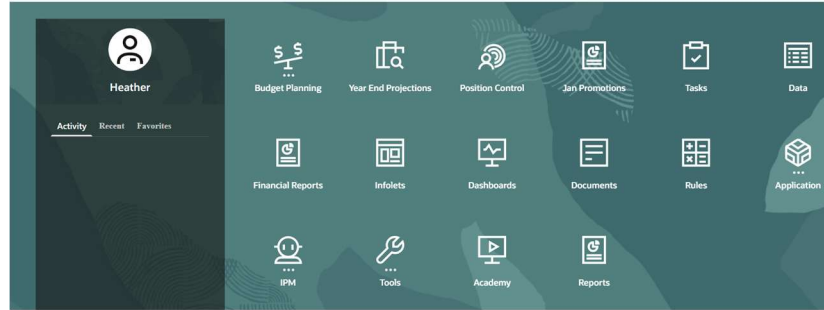 Heather
Activity Recent Favorites
Budget Planning Year End Projections Position Control Jan Promotions Tasks Data
Financial Reports Infolets Dashboards Documents Rules Application
IPM Tools Academy Reports